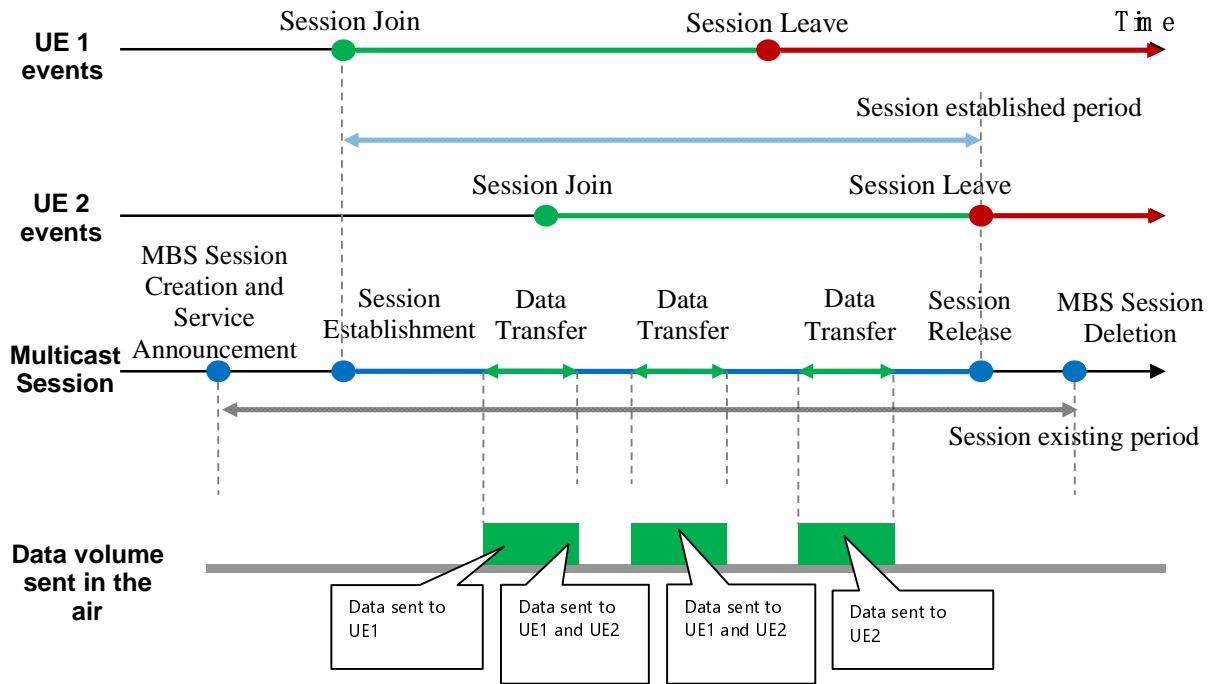 Session Join
Session Leave
Time
UE 1
events
Session established period
Session Join
Session Leave
UE 2
events
MBS Session
Creation and
Service
Announcement
Session
Establishment
Data
Transfer
Data
Transfer
Data
Transfer
Session
Release
MBS Session
Deletion
Multicast
Session
Session existing period
Data volume
sent in the
air
Data sent to
UE1
Data sent to
UE1 and UE2
Data sent to
UE1 and UE2
Data sent to
UE2